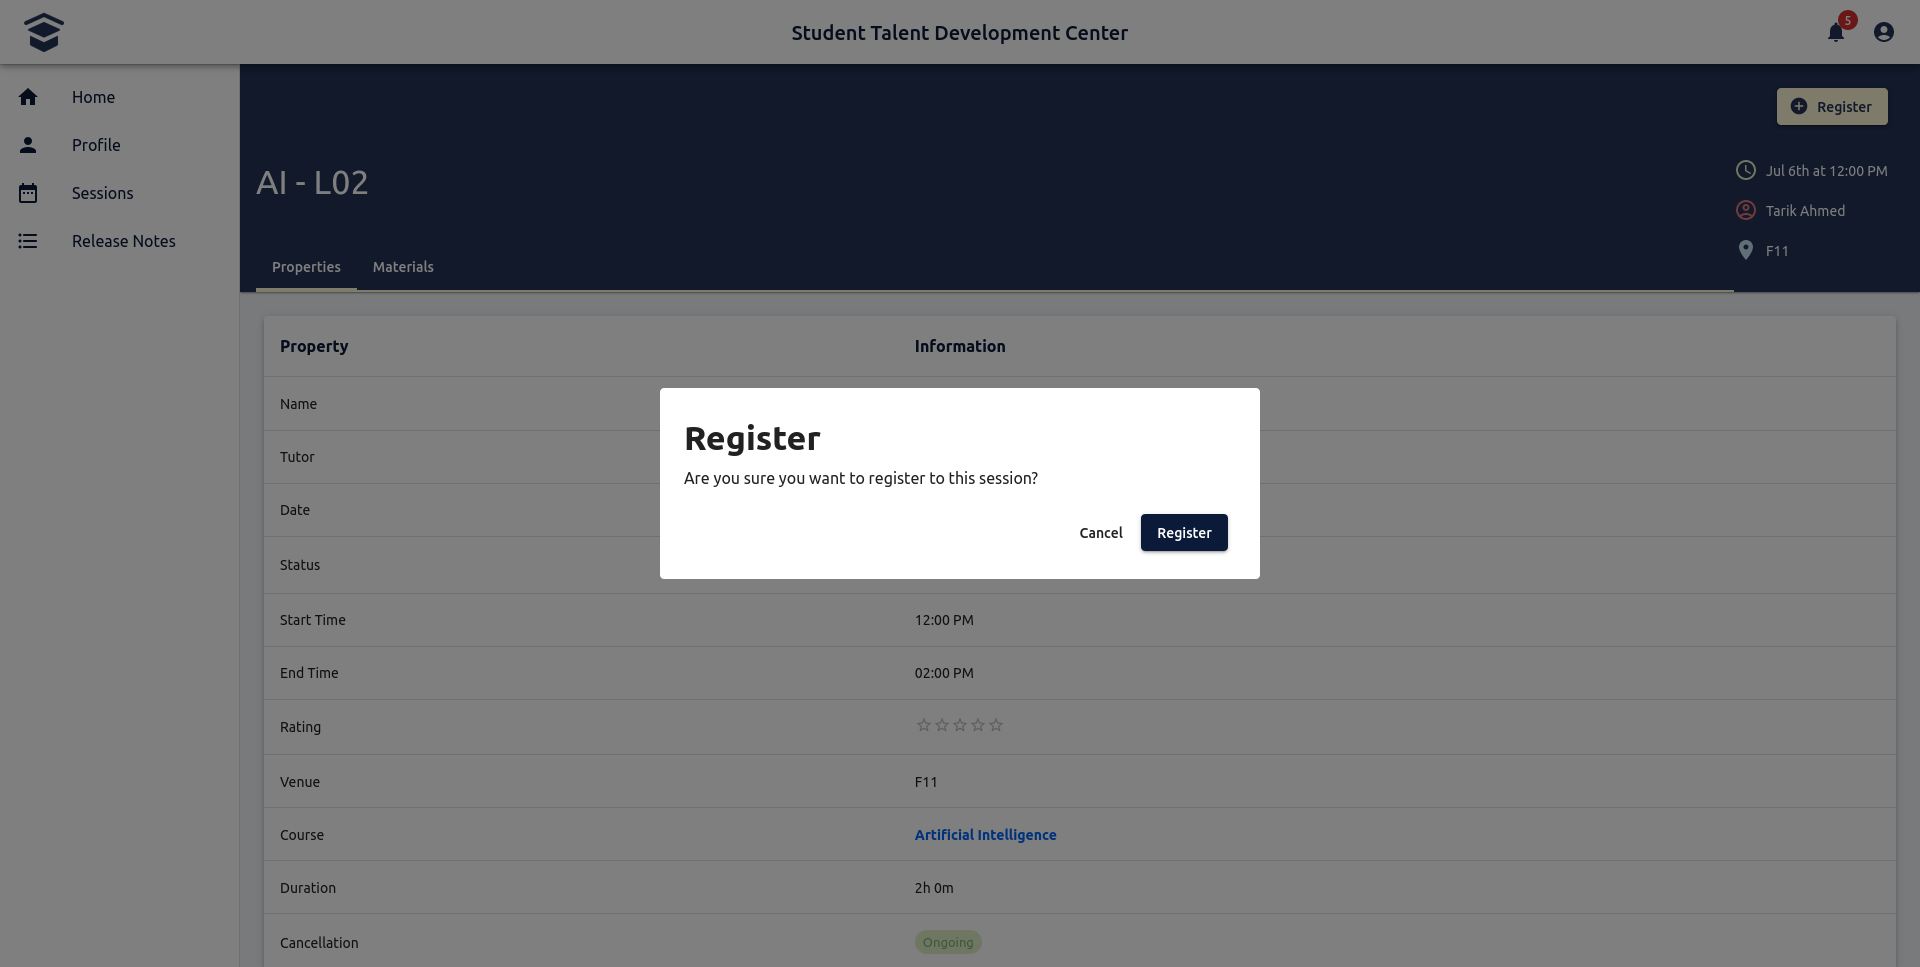 Student Talent Development Center
5
Home
Profile
Sessions
Release Notes
Register
AI - L02
Jul 6th at 12:00 PM
Tarik Ahmed
F11
Properties
Materials
Property
Information
Name
Tutor
Date
Status
Register
Are you sure you want to register to this session?
Cancel
Register
Start Time
12:00 PM
End Time
02:00 PM
Rating
Venue
F11
Course
Artificial Intelligence
Duration
2h 0m
Cancellation
Ongoing